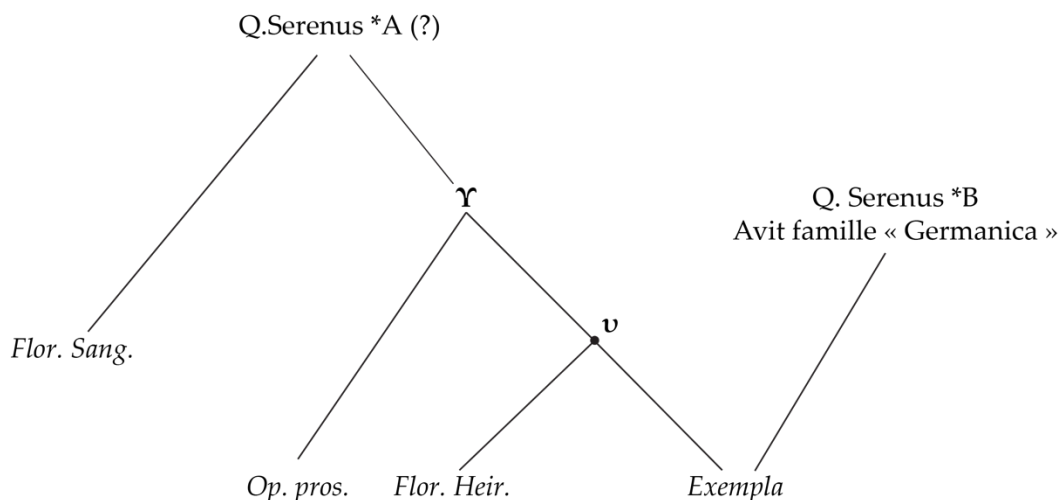 Q.Serenus *A (?)
ϒ
Q. Serenus *B
Avit famille « Germanica »
υ
Flor. Sang.
Op. pros.
Flor. Heir.
Exempla